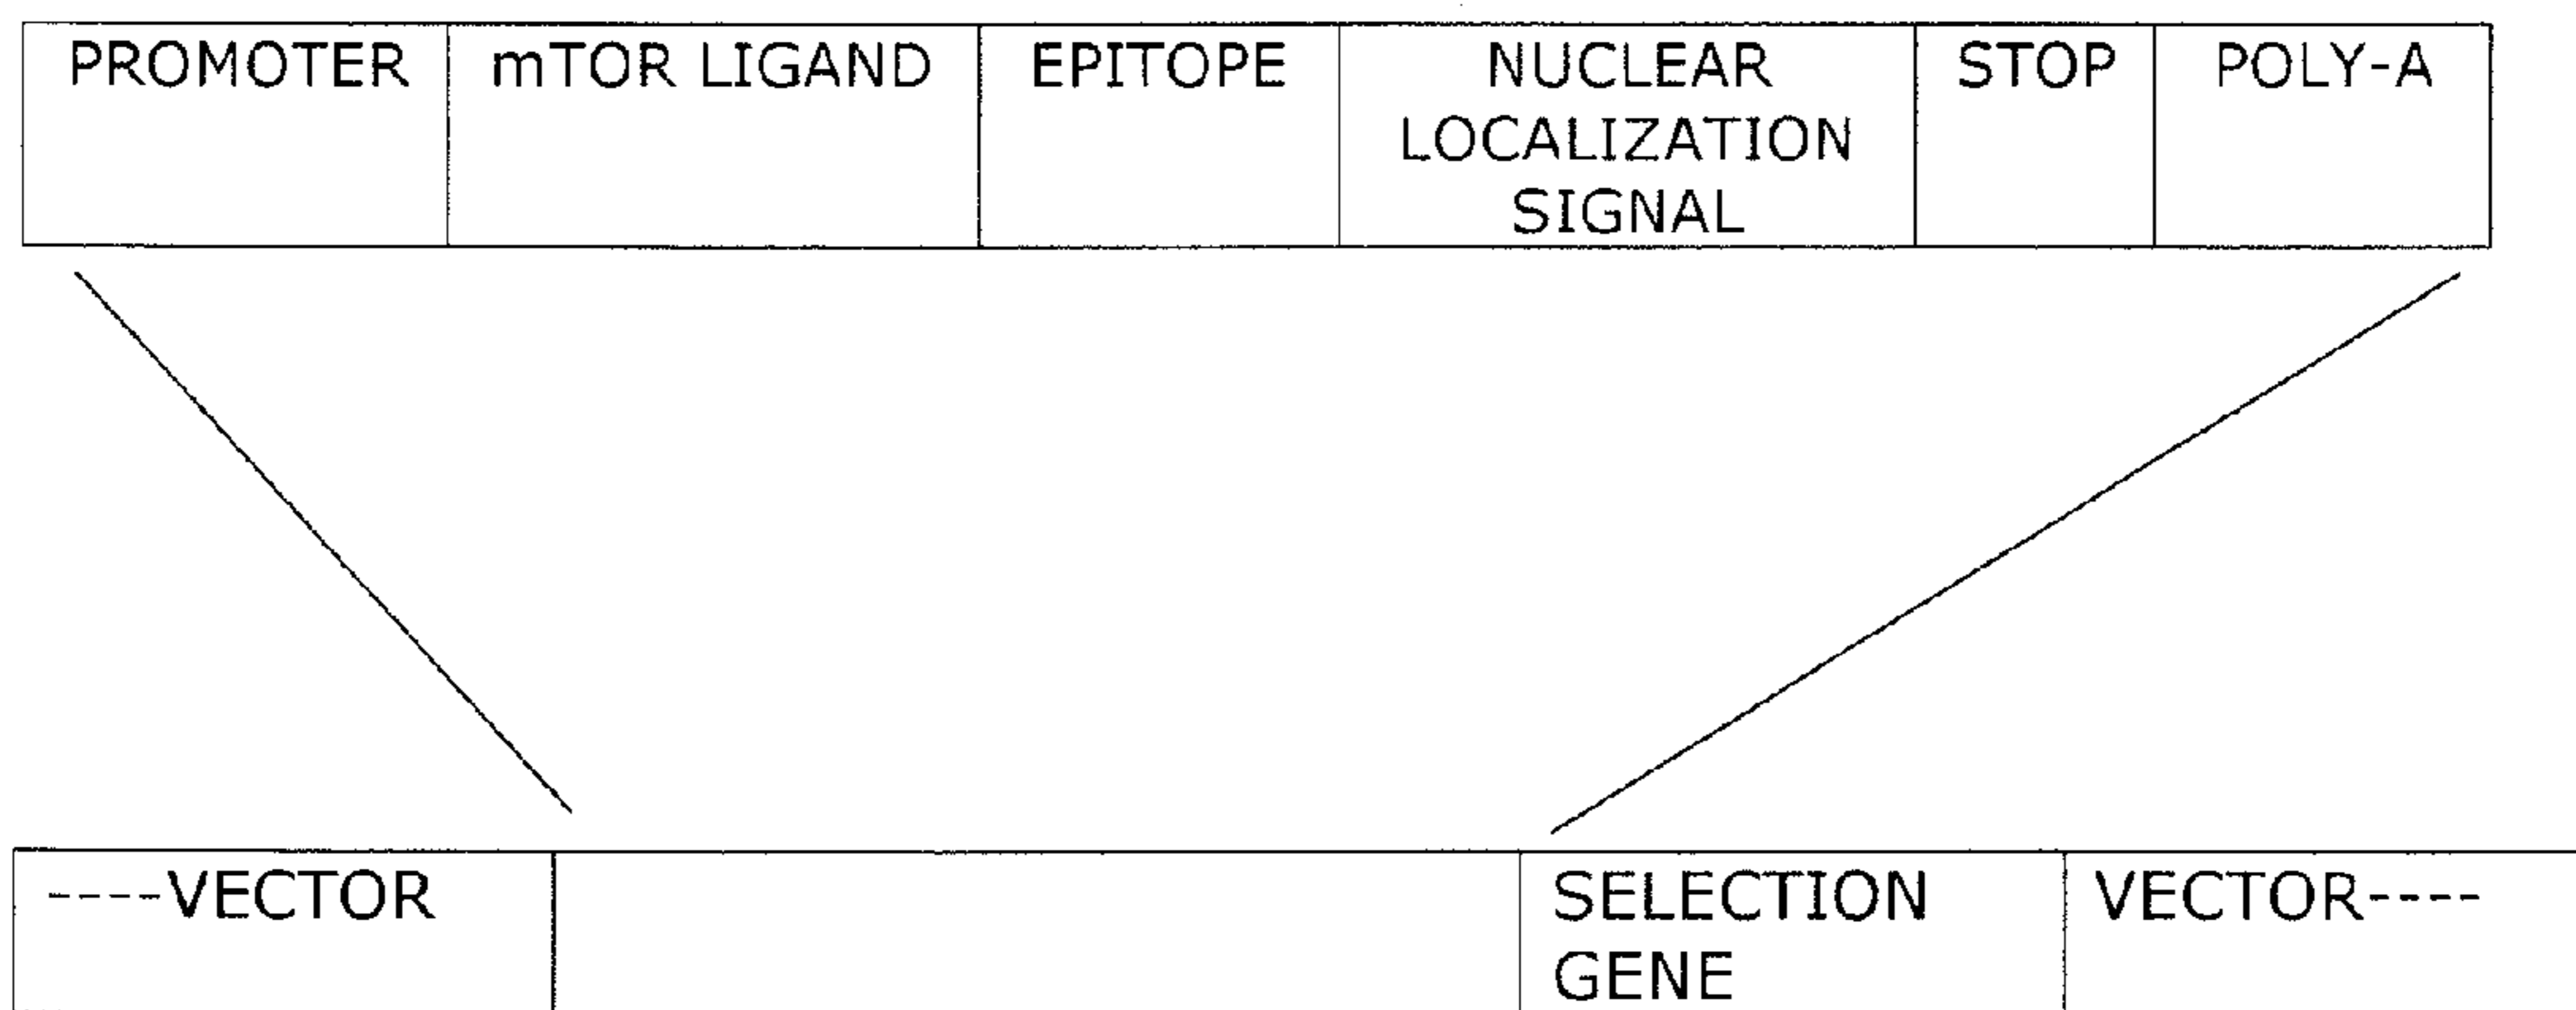 PROMOTER mTOR LIGAND EPITOPE NUCLEAR STOP POLY-A
LOCALIZATION
SIGNAL
----VECTOR SELECTION VECTOR----
GENE